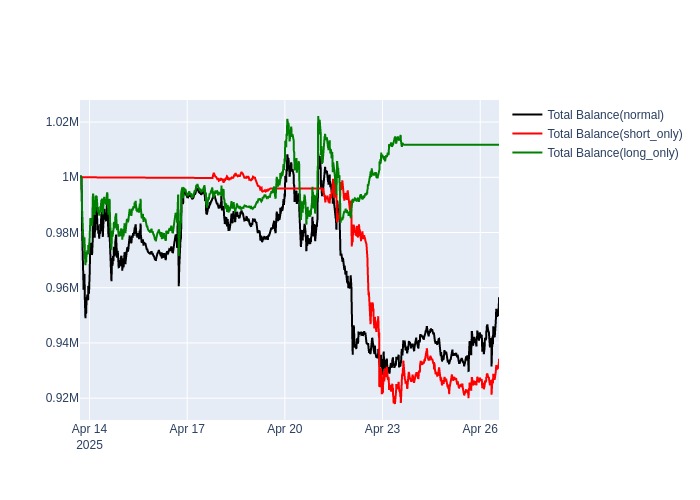 1.02M
1M
0.98M
0.96M
0.94M
0.92M
Apr 14
2025
Apr 17
Apr 20
Apr 23
Apr 26
Total Balance(normal)
Total Balance(short_only)
Total Balance(long_only)